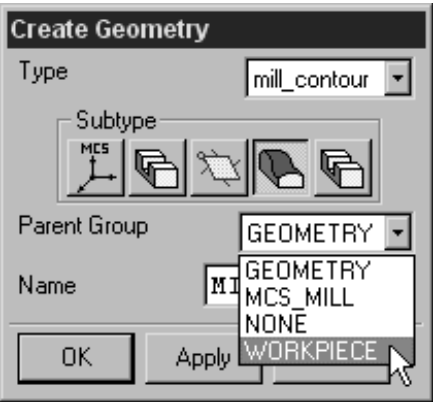 Create Geometry
Type
mill_contour
Subtype
MCS
Parent Group
GEOMETRY
GEOMETRY
MCS_MILL
NONE
WORKPIECE
Name
OK
Apply